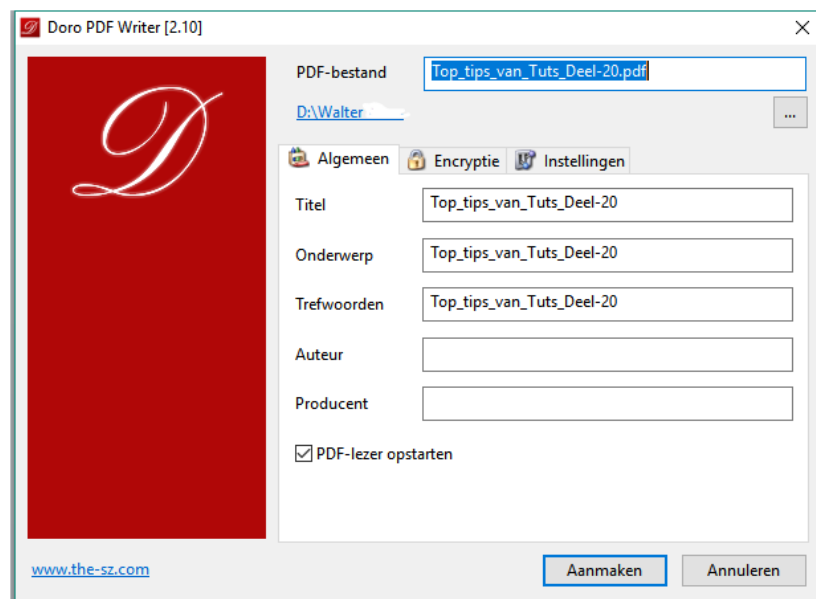 Doro PDF Writer [2.10]
PDF-bestand
Top_tips_van_Tuts_Deel-20.pdf
D:\Walter
...
Algemeen
Encryptie
Instellingen
Titel
Top_tips_van_Tuts_Deel-20
Onderwerp
Top_tips_van_Tuts_Deel-20
Trefwoorden
Top_tips_van_Tuts_Deel-20
Auteur
Producent
PDF-lezer opstarten
www.the-sz.com
Aanmaken
Annuleren